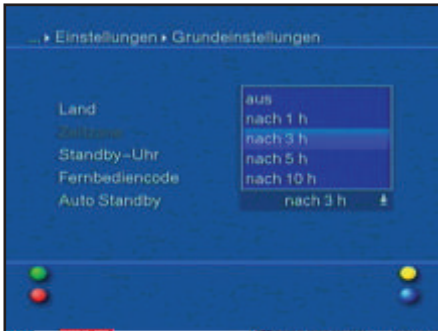 ... ▸ Einstellungen ▸ Grundeinstellungen
Land
Zeitzone
Standby-Uhr
Fernbediencode
Auto Standby
aus
nach 1 h
nach 3 h
nach 5 h
nach 10 h
nach 3 h